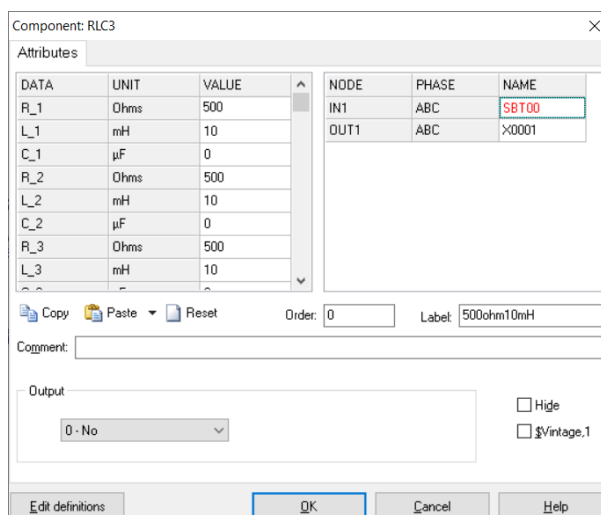 Component: RLC3
Attributes
DATA UNIT VALUE
R_1 Ohms 500
L_1 mH 10
C_1 µF 0
R_2 Ohms 500
L_2 mH 10
C_2 µF 0
R_3 Ohms 500
L_3 mH 10
NODE PHASE NAME
IN1 ABC SBT00
OUT1 ABC X0001
Copy Paste Reset Order: 0 Label: 500ohm10mH
Comment:
Output
0 - No
Hide
$Vintage,1
Edit definitions OK Cancel Help